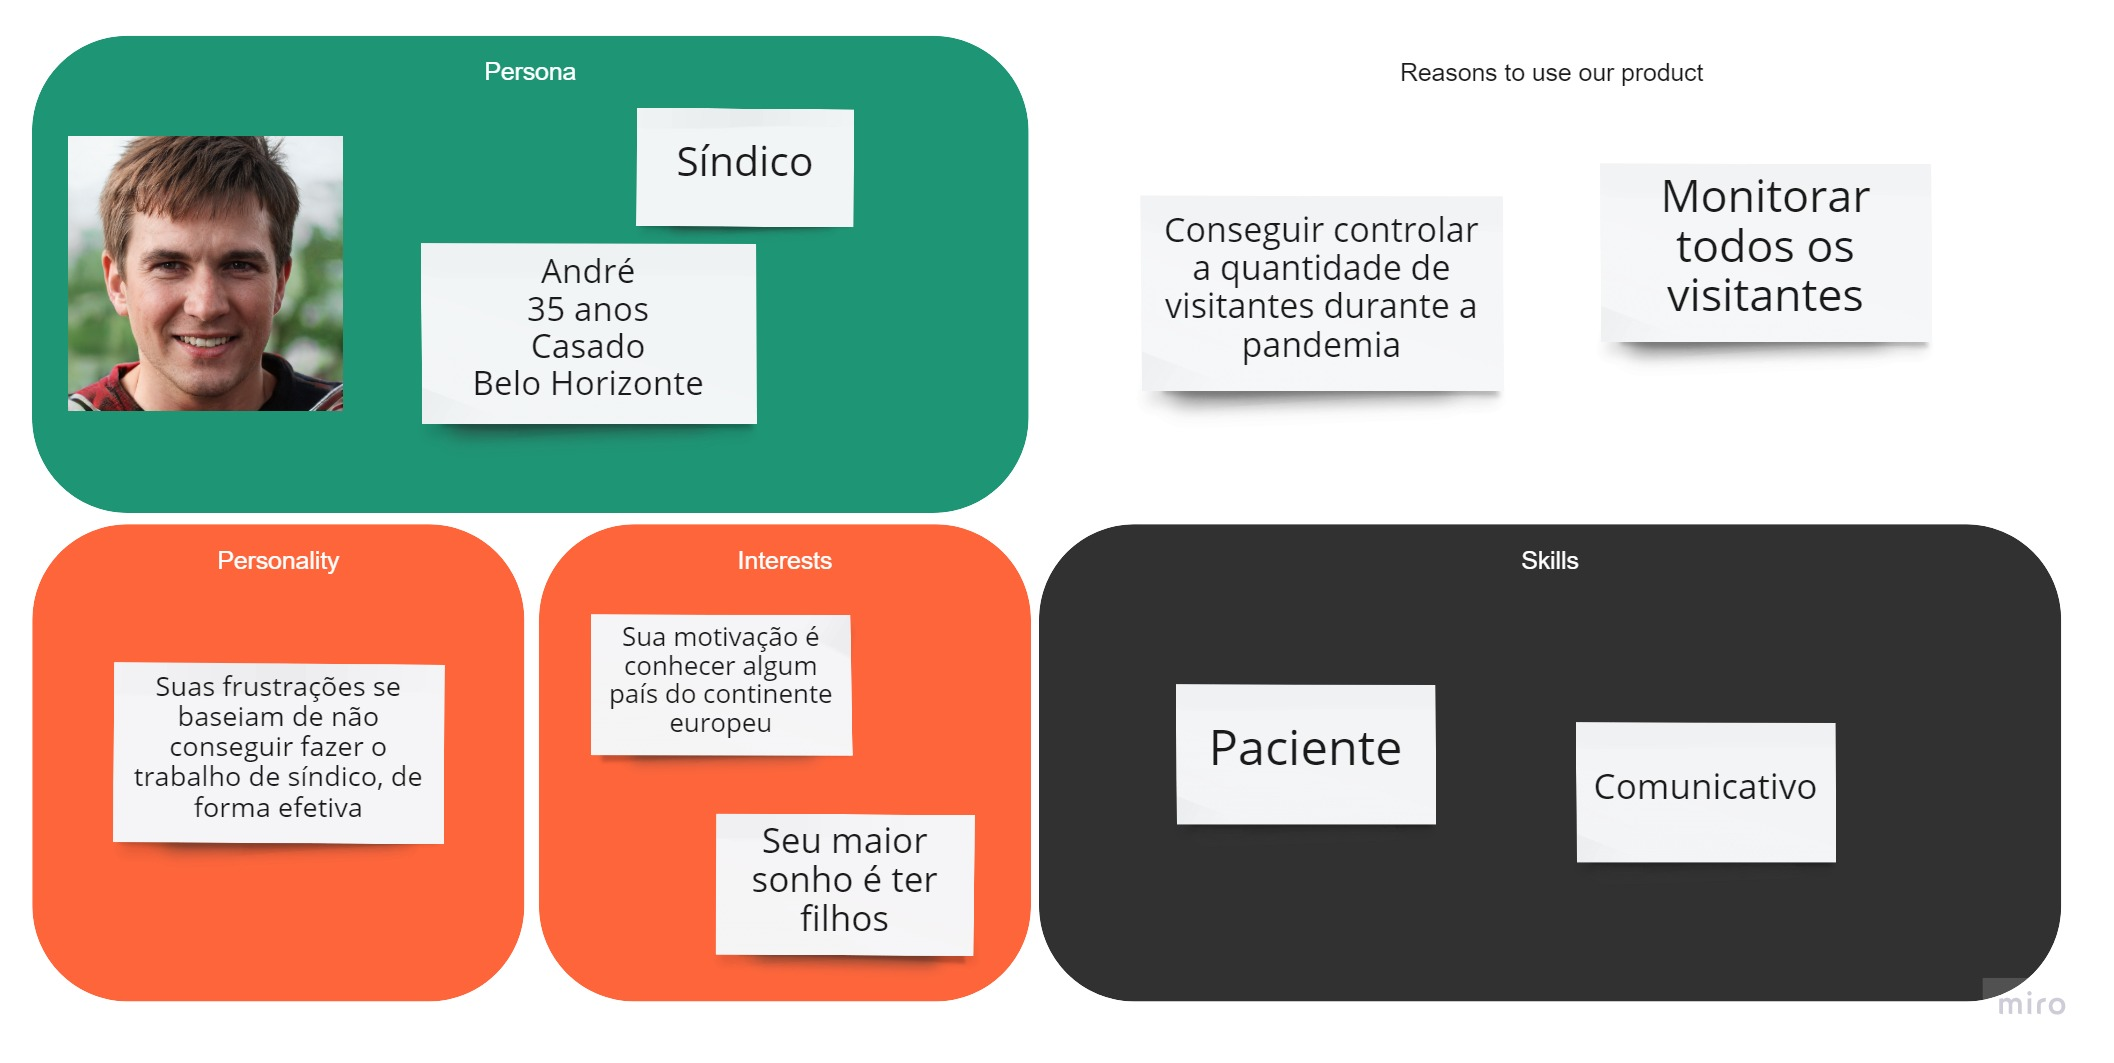 Persona
Síndico
André
35 anos
Casado
Belo Horizonte
Reasons to use our product
Conseguir controlar
a quantidade de
visitantes durante a
pandemia
Monitorar
todos os
visitantes
Personality
Suas frustrações se
baseiam de não
conseguir fazer o
trabalho de síndico, de
forma efetiva
Interests
Sua motivação é
conhecer algum
país do continente
europeu
Seu maior
sonho é ter
filhos
Skills
Paciente
Comunicativo
miro